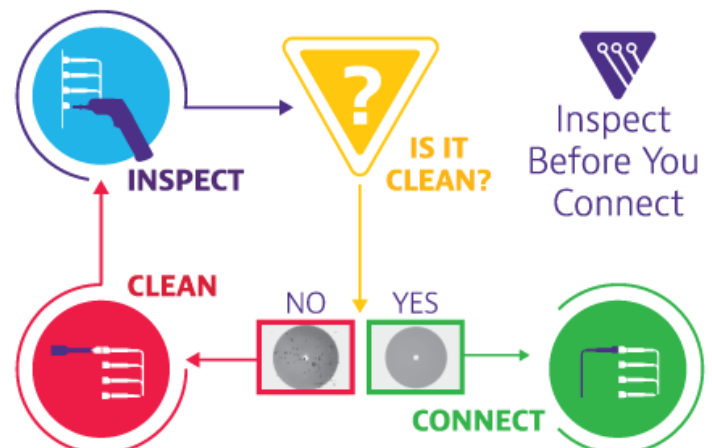 ?
IS IT
CLEAN?
Inspect
Before You
Connect
INSPECT
CLEAN
NO
YES
CONNECT